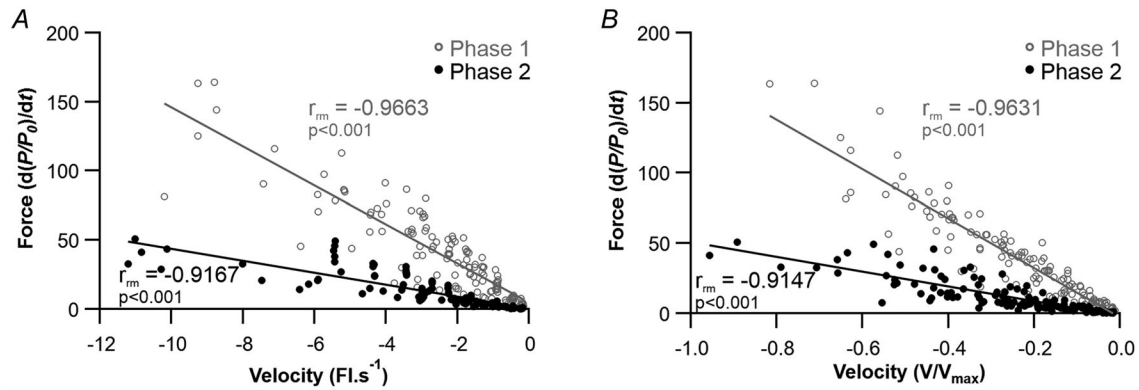 A
Force (d(P/P₀)/dt)
200
150
100
50
0
Phase 1
Phase 2
rrm = -0.9663
p<0.001
rrm = -0.9167
p<0.001
-12 -10 -8 -6 -4 -2 0
Velocity (Fl.s⁻¹)
B
Force (d(P/P₀)/dt)
200
150
100
50
0
Phase 1
Phase 2
rrm = -0.9631
p<0.001
rrm = -0.9147
p<0.001
-1.0 -0.8 -0.6 -0.4 -0.2 0.0
Velocity (V/Vmax)